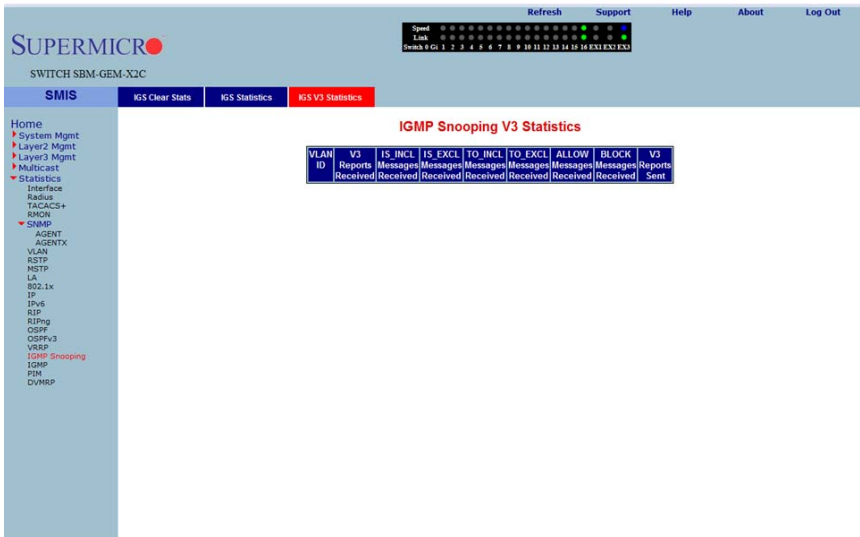 Refresh Support Help About Log Out
Speed
Link
Switch 0 Gi 1 2 3 4 5 6 7 8 9 10 11 12 13 14 15 16 EX1 EX2 EX3
SUPERMICRO
SWITCH SBM-GEM-X2C
SMIS
IGS Clear Stats IGS Statistics IGS V3 Statistics
Home
System Mgmt
Layer2 Mgmt
Layer3 Mgmt
Multicast
Statistics
Interface
Radius
TACACS+
RMON
SNMP
AGENT
AGENTX
VLAN
RSTP
MSTP
LA
802.1x
IP
IPv6
RIP
RIPng
OSPF
OSPFv3
VRRP
IGMP Snooping
IGMP
PIM
DVMRP
IGMP Snooping V3 Statistics
VLAN V3 IS_INCL IS_EXCL TO_INCL TO_EXCL ALLOW BLOCK V3
ID Reports Messages Messages Messages Messages Messages Messages Reports
Received Received Received Received Received Received Received Sent